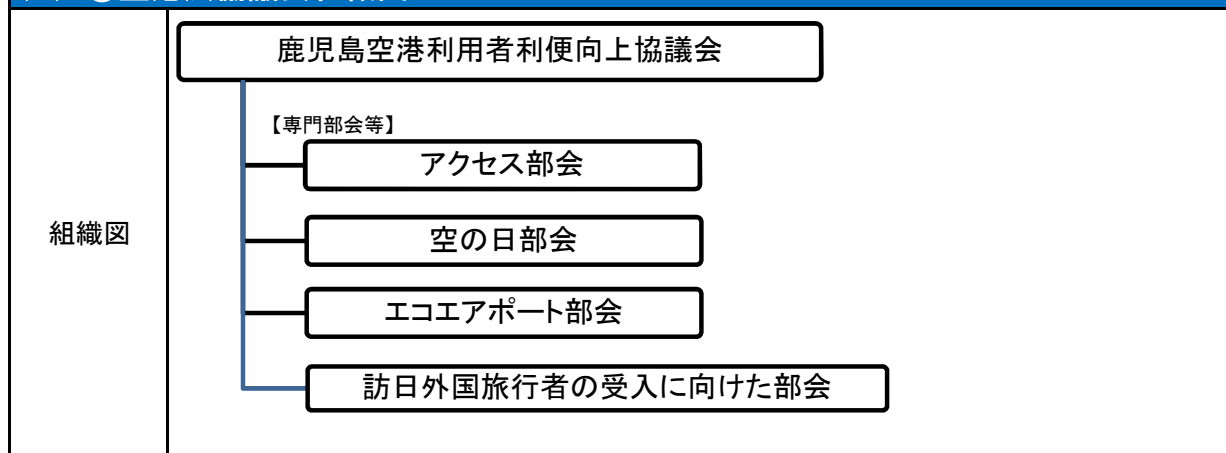 鹿児島空港利用者利便向上協議会
【専門部会等】
アクセス部会
組織図
空の日部会
エコエアポート部会
訪日外国旅行者の受入に向けた部会